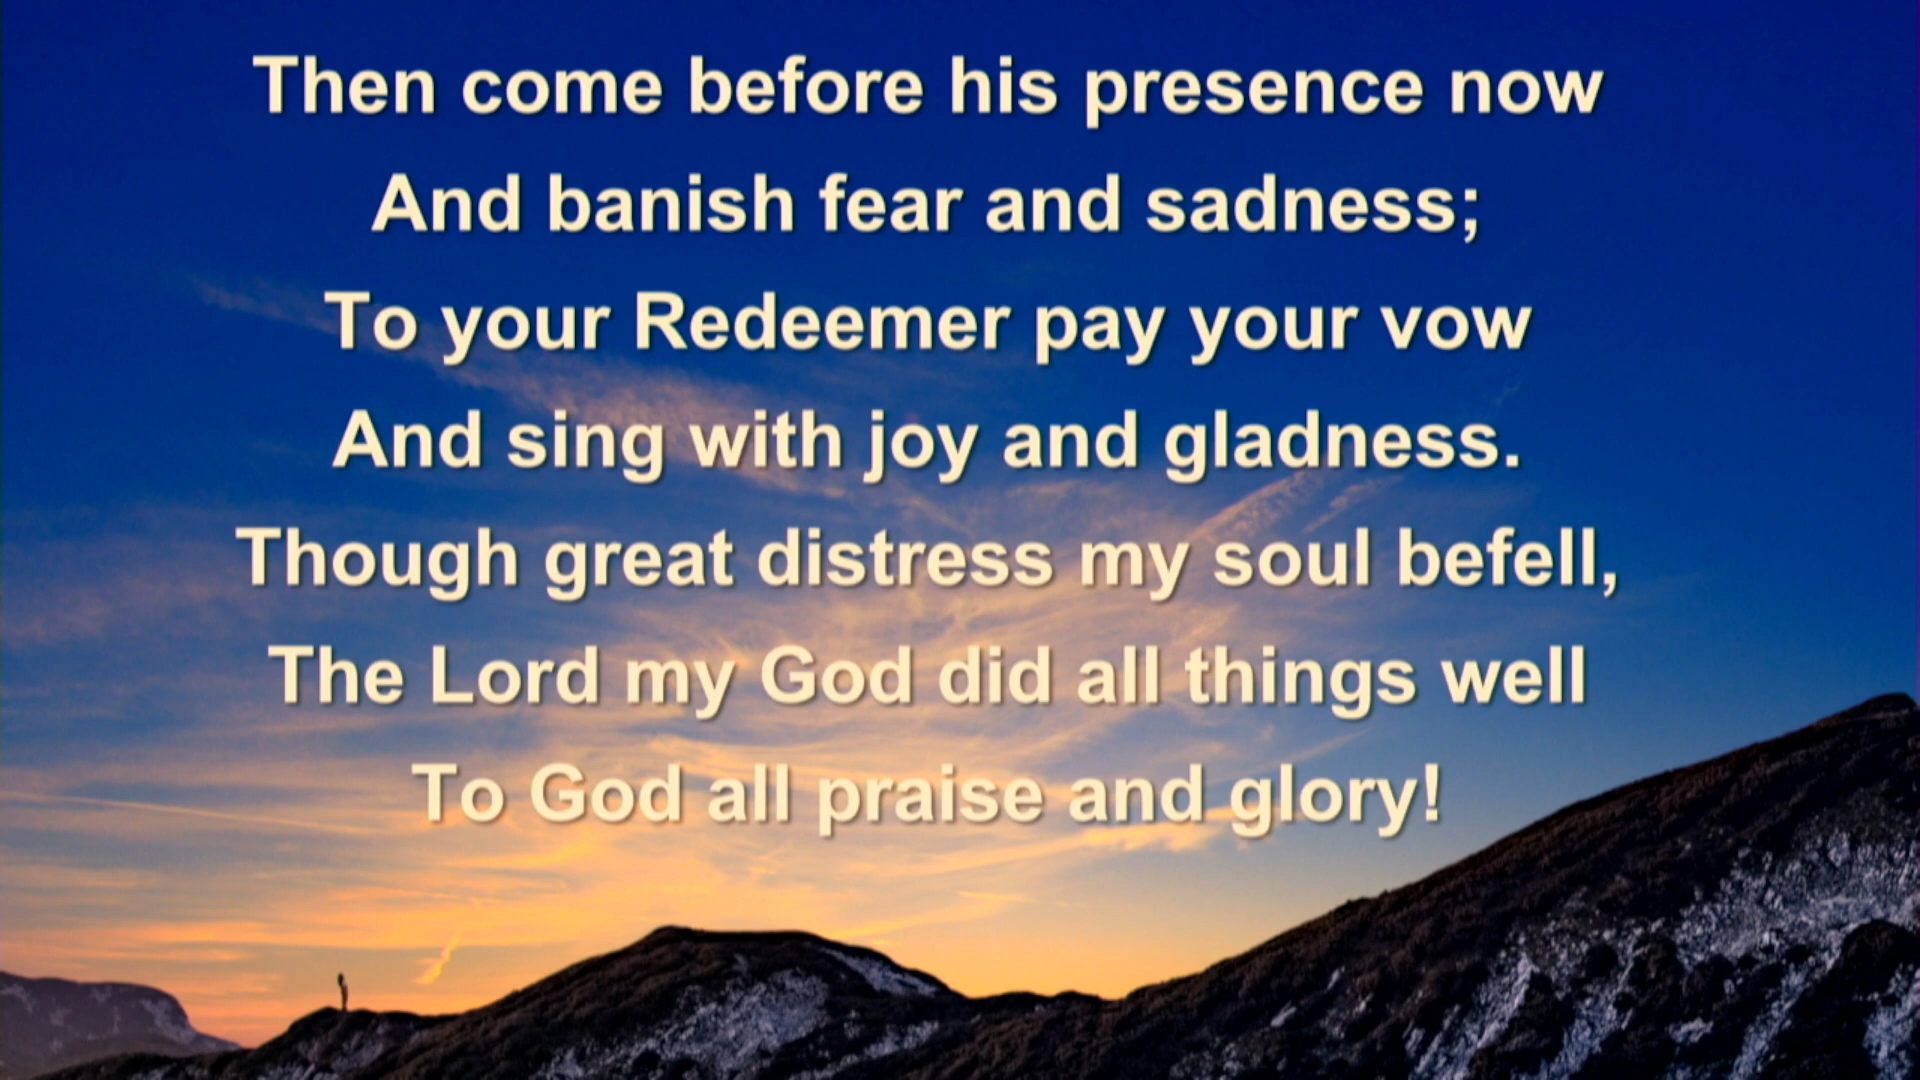 Then come before his presence now
And banish fear and sadness;
To your Redeemer pay your vow
And sing with joy and gladness.
Though great distress my soul befell,
The Lord my God did all things well
To God all praise and glory!